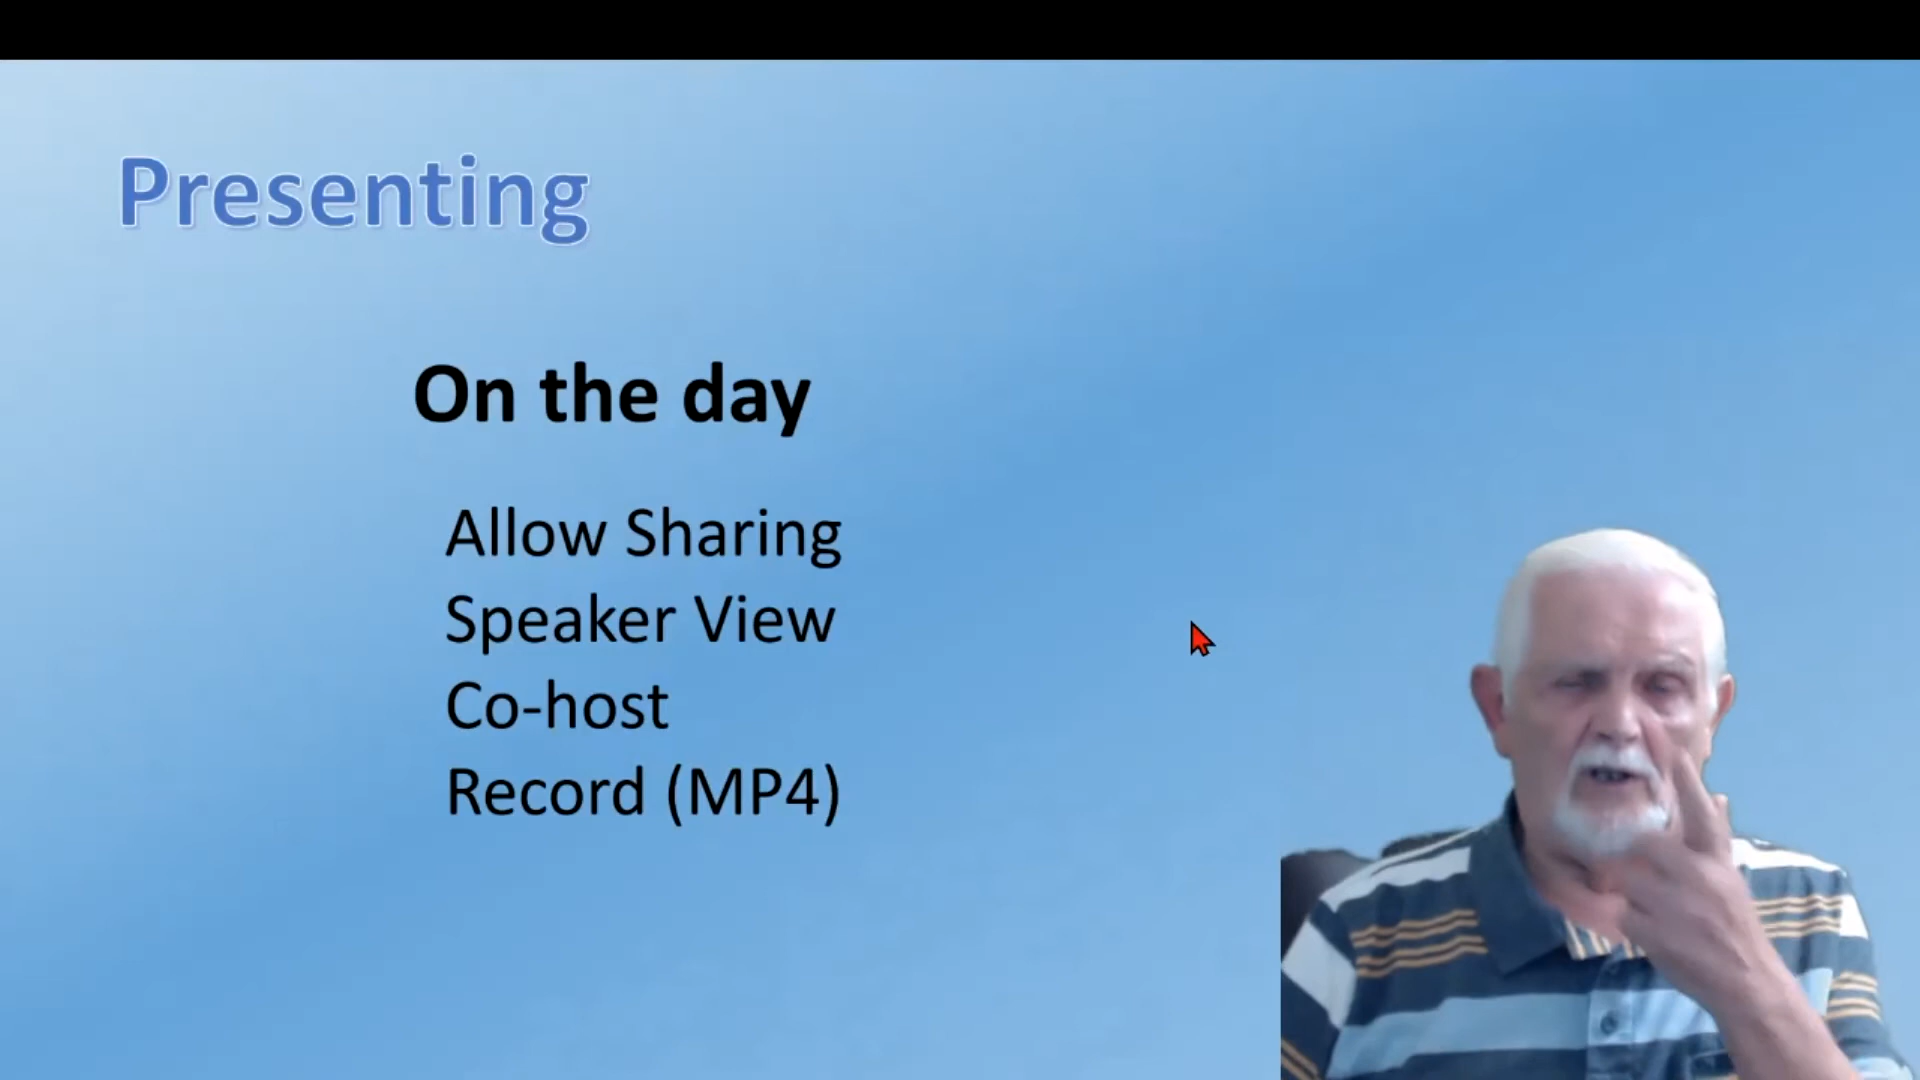 Presenting
On the day
Allow Sharing
Speaker View
Co-host
Record (MP4)